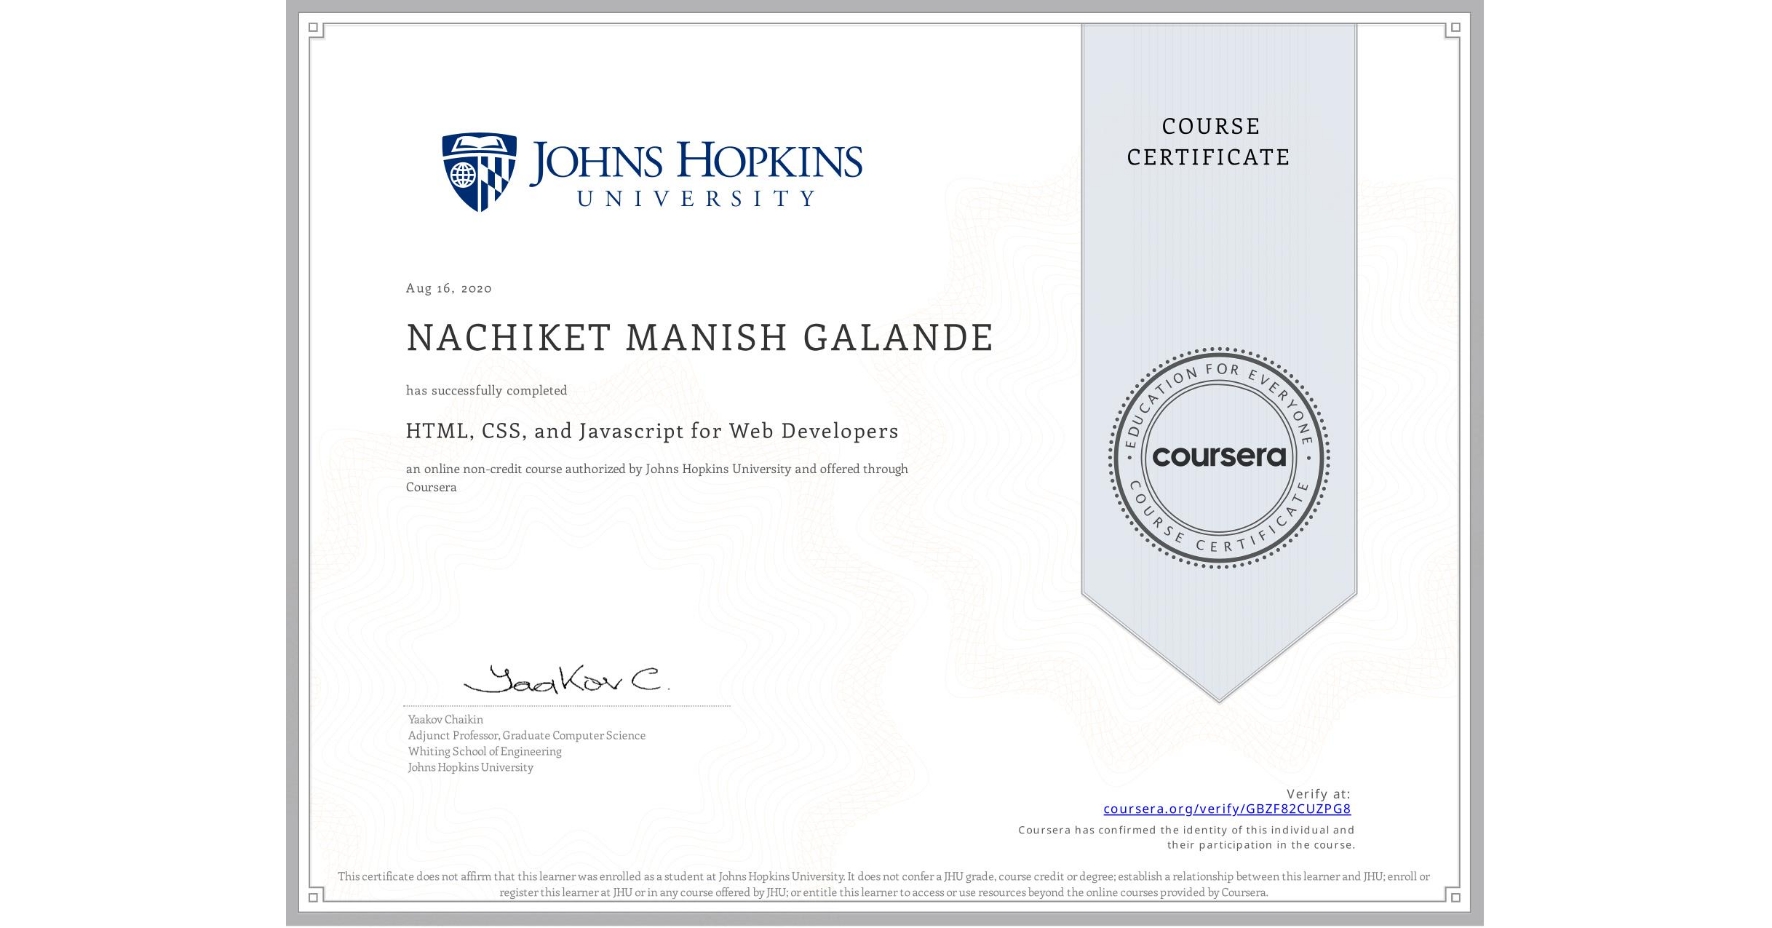 JOHNS HOPKINS
UNIVERSITY
COURSE
CERTIFICATE
Aug 16, 2020
NACHIKET MANISH GALANDE
has successfully completed
HTML, CSS, and Javascript for Web Developers
an online non-credit course authorized by Johns Hopkins University and offered through
Coursera
EDUCATION FOR EVERYONE
coursera
COURSE CERTIFICATE
Yaakov C.
Yaakov Chaikin
Adjunct Professor, Graduate Computer Science
Whiting School of Engineering
Johns Hopkins University
Verify at:
coursera.org/verify/GBZF82CUZPG8
Coursera has confirmed the identity of this individual and
their participation in the course.
This certificate does not affirm that this learner was enrolled as a student at Johns Hopkins University. It does not confer a JHU grade, course credit or degree; establish a relationship between this learner and JHU; enroll or
register this learner at JHU or in any course offered by JHU; or entitle this learner to access or use resources beyond the online courses provided by Coursera.